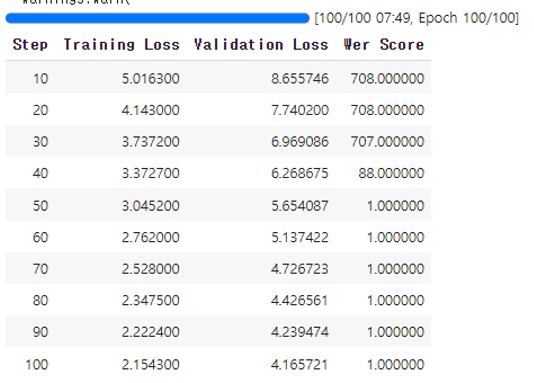 warnings.warn(
[100/100 07:49, Epoch 100/100]
Step Training Loss Validation Loss Wer Score
10 5.016300 8.655746 708.000000
20 4.143000 7.740200 708.000000
30 3.737200 6.969086 707.000000
40 3.372700 6.268675 88.000000
50 3.045200 5.654087 1.000000
60 2.762000 5.137422 1.000000
70 2.528000 4.726723 1.000000
80 2.347500 4.426561 1.000000
90 2.222400 4.239474 1.000000
100 2.154300 4.165721 1.000000